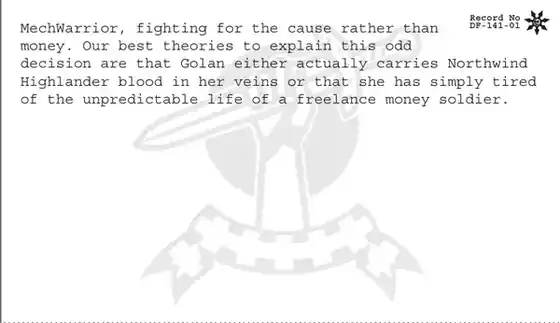 Record No
DF-141-01
MechWarrior, fighting for the cause rather than
money. Our best theories to explain this odd
decision are that Golan either actually carries Northwind
Highlander blood in her veins or that she has simply tired
of the unpredictable life of a freelance money soldier.